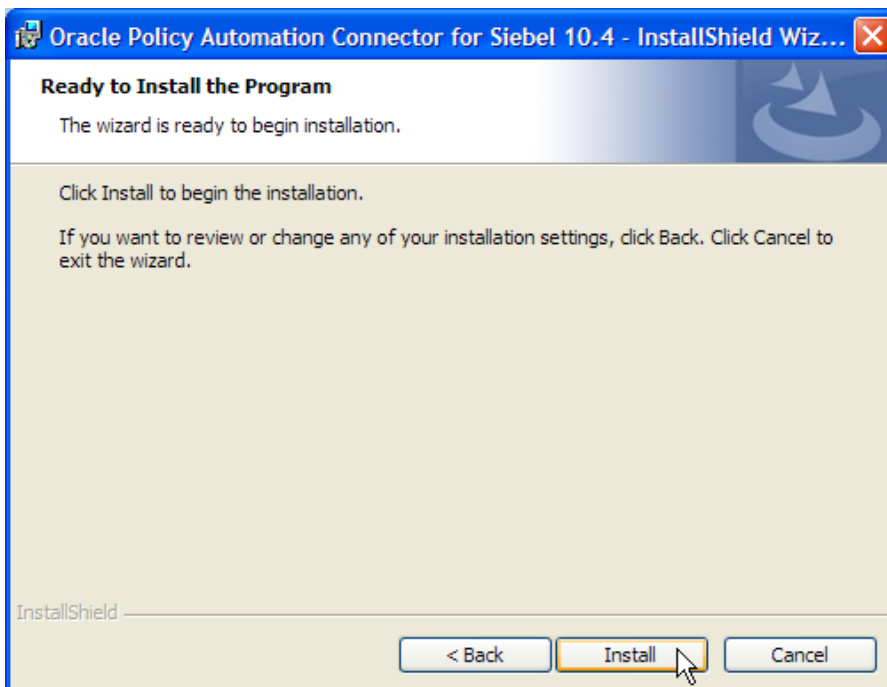 Oracle Policy Automation Connector for Siebel 10.4 - InstallShield Wiz...
Ready to Install the Program
The wizard is ready to begin installation.
Click Install to begin the installation.
If you want to review or change any of your installation settings, click Back. Click Cancel to
exit the wizard.
InstallShield
< Back Install Cancel